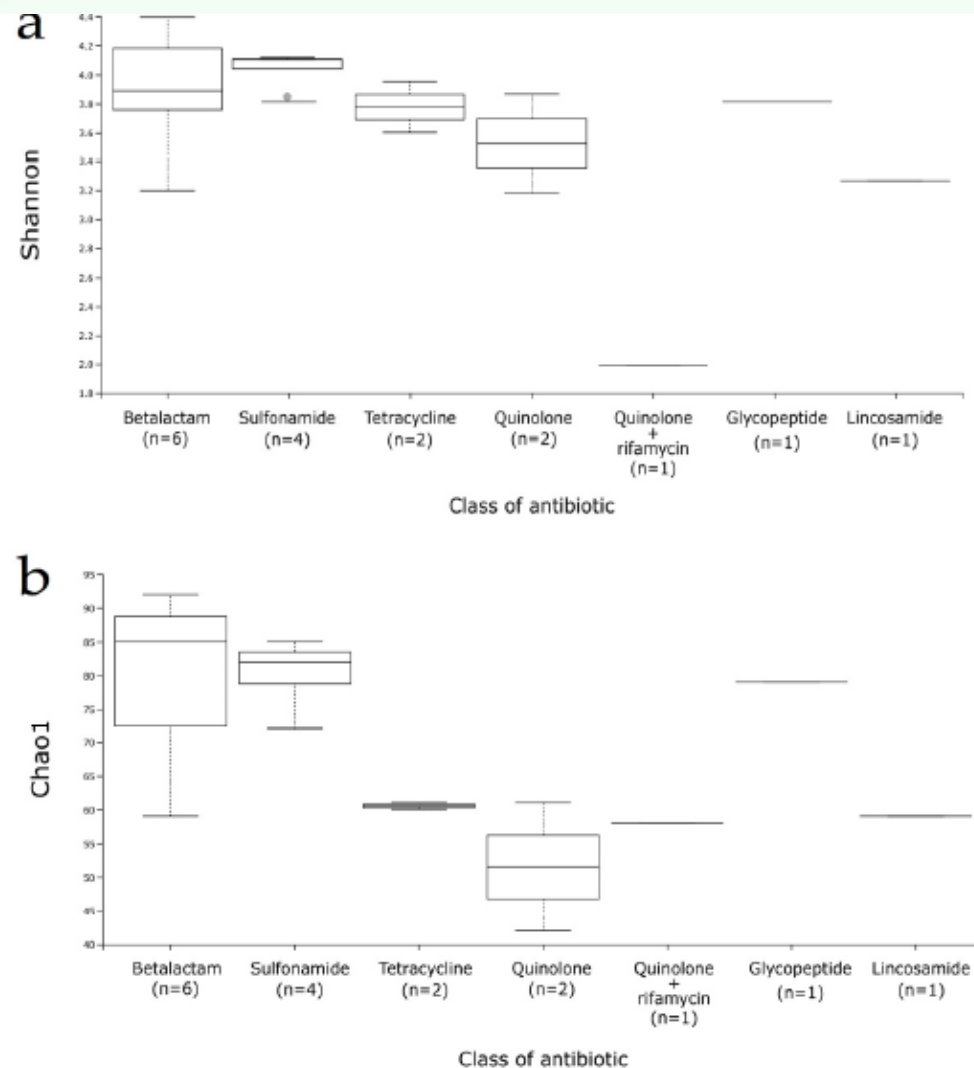 a
Shannon
4.4
4.2
4.0
3.8
3.6
3.4
3.2
3.0
2.8
2.6
2.4
2.2
2.0
1.8
Betalactam
(n=6)
Sulfonamide
(n=4)
Tetracycline
(n=2)
Quinolone
(n=2)
Quinolone
+
rifamycin
(n=1)
Glycopeptide
(n=1)
Lincosamide
(n=1)
Class of antibiotic
b
Chao1
95
90
85
80
75
70
65
60
55
50
45
40
Betalactam
(n=6)
Sulfonamide
(n=4)
Tetracycline
(n=2)
Quinolone
(n=2)
Quinolone
+
rifamycin
(n=1)
Glycopeptide
(n=1)
Lincosamide
(n=1)
Class of antibiotic